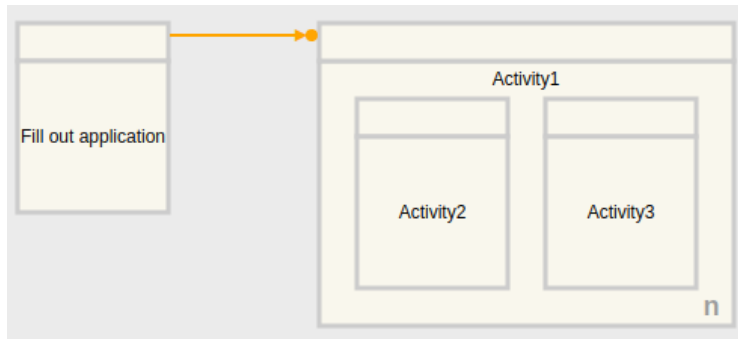 Activity1
Fill out application
Activity2
Activity3
n